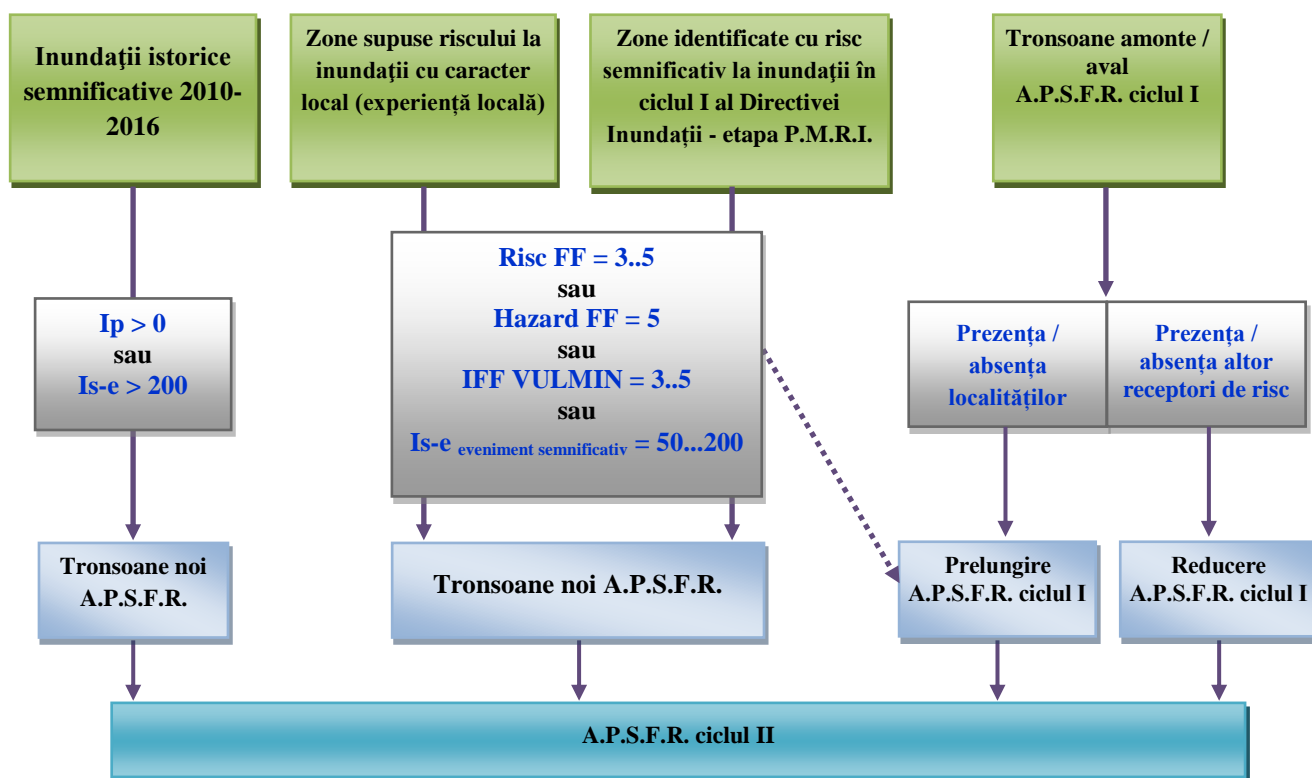 Inundaţii istorice
semnificative 2010-
2016
Zone supuse riscului la
inundaţii cu caracter
local (experiență locală)
Zone identificate cu risc
semnificativ la inundații în
ciclul I al Directivei
Inundații - etapa P.M.R.I.
Tronsoane amonte /
aval
A.P.S.F.R. ciclul I
Ip > 0
sau
Is-e > 200
Risc FF = 3..5
sau
Hazard FF = 5
sau
IFF VULMIN = 3..5
sau
Is-e eveniment semnificativ = 50...200
Prezența /
absența
localităților
Prezența /
absența altor
receptori de risc
Tronsoane noi
A.P.S.F.R.
Tronsoane noi A.P.S.F.R.
Prelungire
A.P.S.F.R. ciclul I
Reducere
A.P.S.F.R. ciclul I
A.P.S.F.R. ciclul II